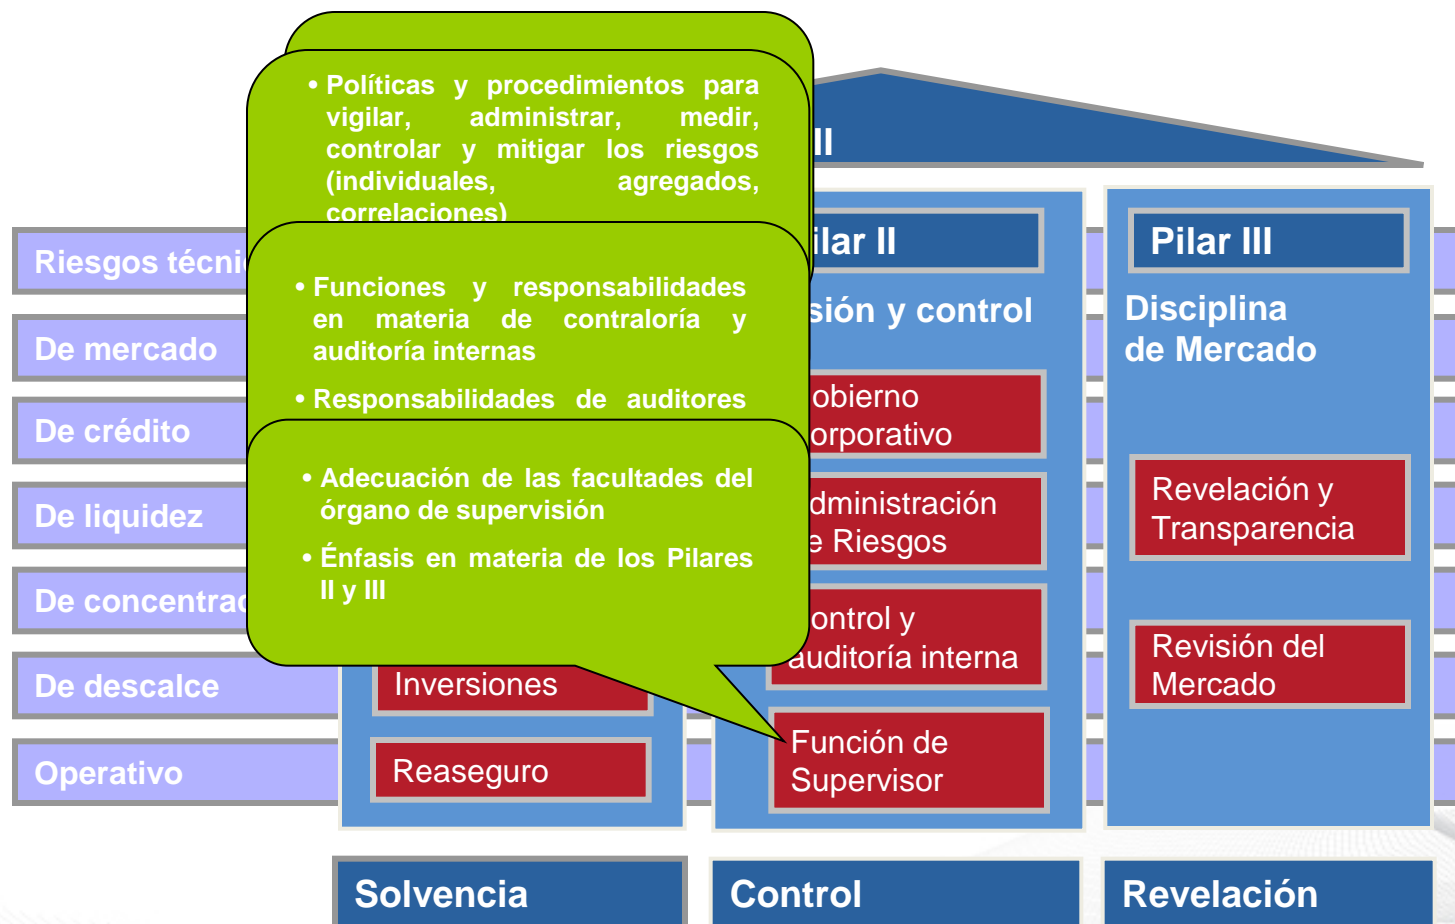 • Políticas y procedimientos para
vigilar, administrar, medir,
controlar y mitigar los riesgos
(individuales, agregados,
correlaciones)
• Funciones y responsabilidades
en materia de contraloría y
auditoría internas
• Responsabilidades de auditores
• Adecuación de las facultades del
órgano de supervisión
• Énfasis en materia de los Pilares
II y III
II
Riesgos técni
De mercado
De crédito
De liquidez
De concentrac
De descalce
Operativo
Inversiones
Reaseguro
Solvencia
ilar II
sión y control
obierno
orporativo
dministración
e Riesgos
ontrol y
auditoría interna
Función de
Supervisor
Control
Pilar III
Disciplina
de Mercado
Revelación y
Transparencia
Revisión del
Mercado
Revelación